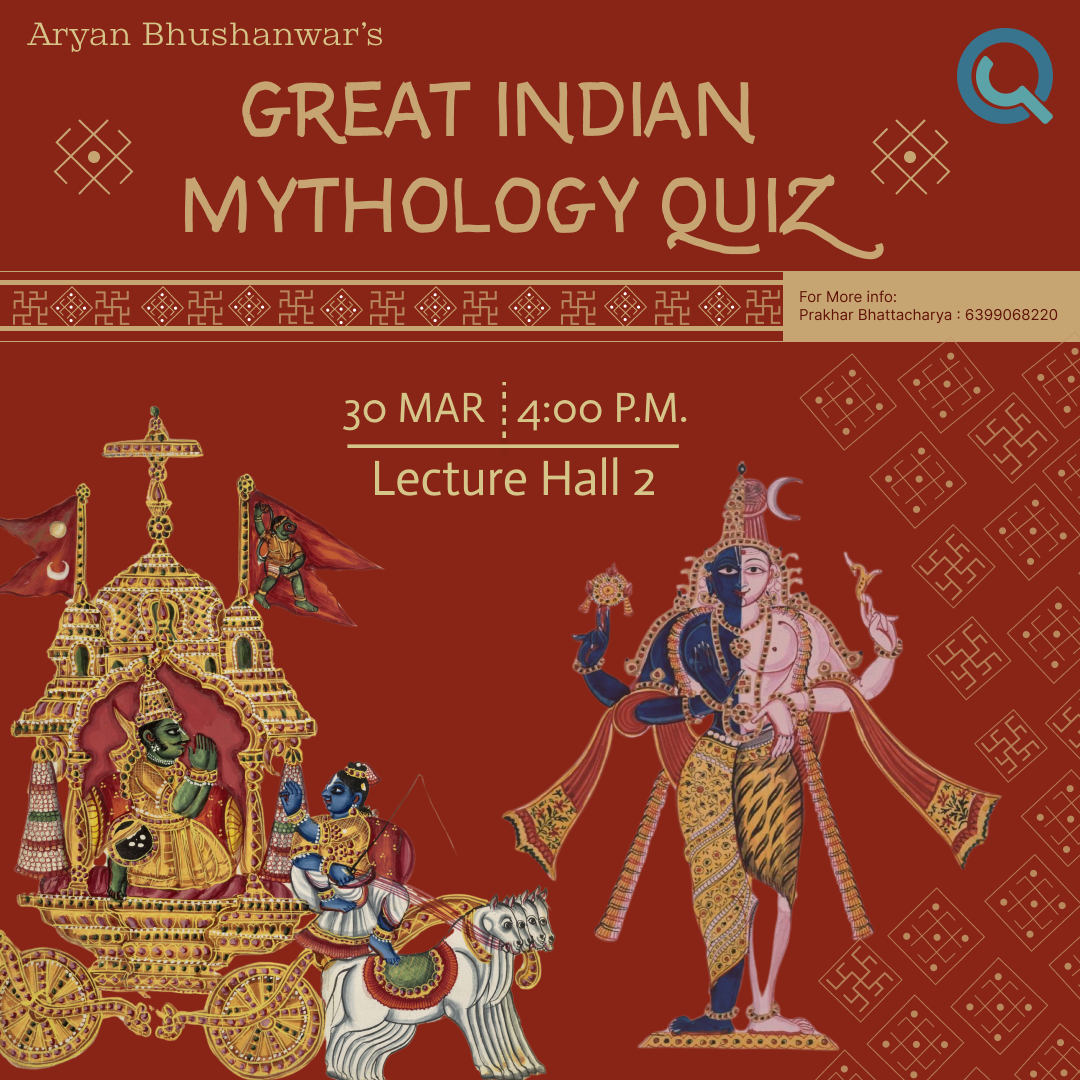 Aryan Bhushanwar's
GREAT INDIAN
MYTHOLOGY QUIZ
For More info:
Prakhar Bhattacharya : 6399068220
30 MAR 4:00 P.M.
Lecture Hall 2